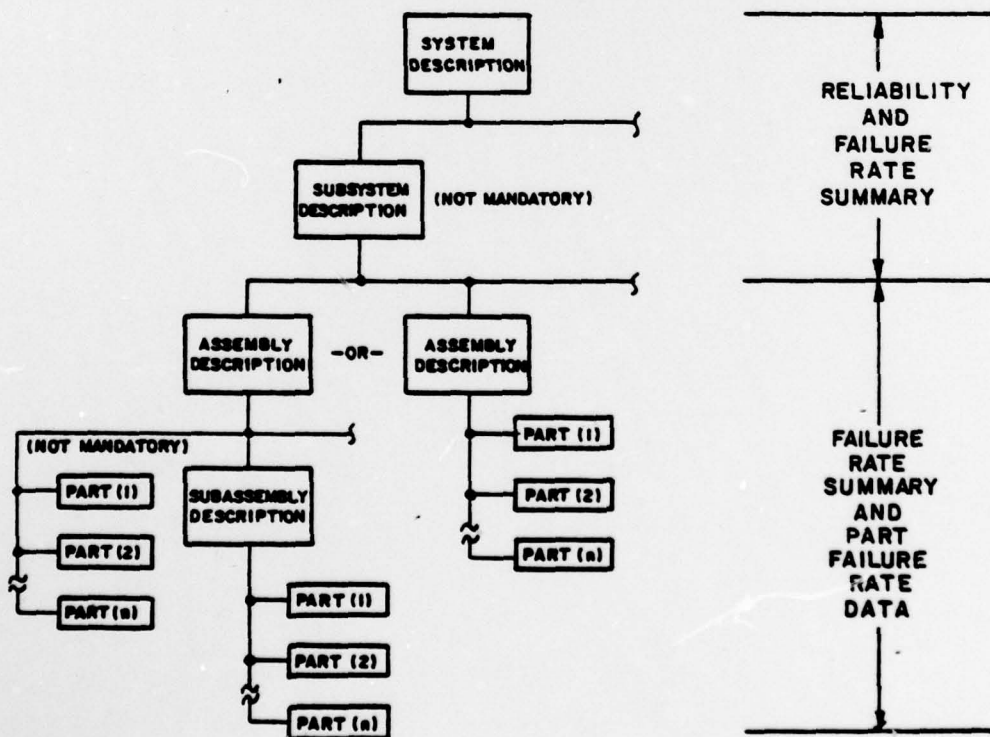 SYSTEM
DESCRIPTION
SUBSYSTEM
DESCRIPTION
(NOT MANDATORY)
ASSEMBLY
DESCRIPTION
-OR-
ASSEMBLY
DESCRIPTION
(NOT MANDATORY)
PART (1)
PART (2)
PART (n)
SUBASSEMBLY
DESCRIPTION
PART (1)
PART (2)
PART (n)
PART (1)
PART (2)
PART (n)
RELIABILITY
AND
FAILURE
RATE
SUMMARY
FAILURE
RATE
SUMMARY
AND
PART
FAILURE
RATE
DATA